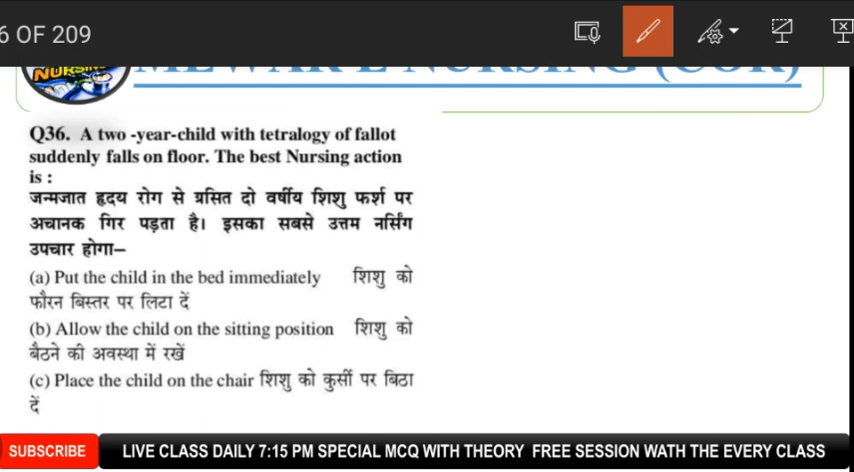 6 OF 209
NURSING
MEWAR E NURSING (UOR)
Q36. A two -year-child with tetralogy of fallot
suddenly falls on floor. The best Nursing action
is :
जन्मजात हृदय रोग से ग्रसित दो वर्षीय शिशु फर्श पर
अचानक गिर पड़ता है। इसका सबसे उत्तम नर्सिंग
उपचार होगा–
(a) Put the child in the bed immediately शिशु को
फौरन बिस्तर पर लिटा दें
(b) Allow the child on the sitting position शिशु को
बैठने की अवस्था में रखें
(c) Place the child on the chair शिशु को कुर्सी पर बिठा
दें
SUBSCRIBE LIVE CLASS DAILY 7:15 PM SPECIAL MCQ WITH THEORY FREE SESSION WATH THE EVERY CLASS